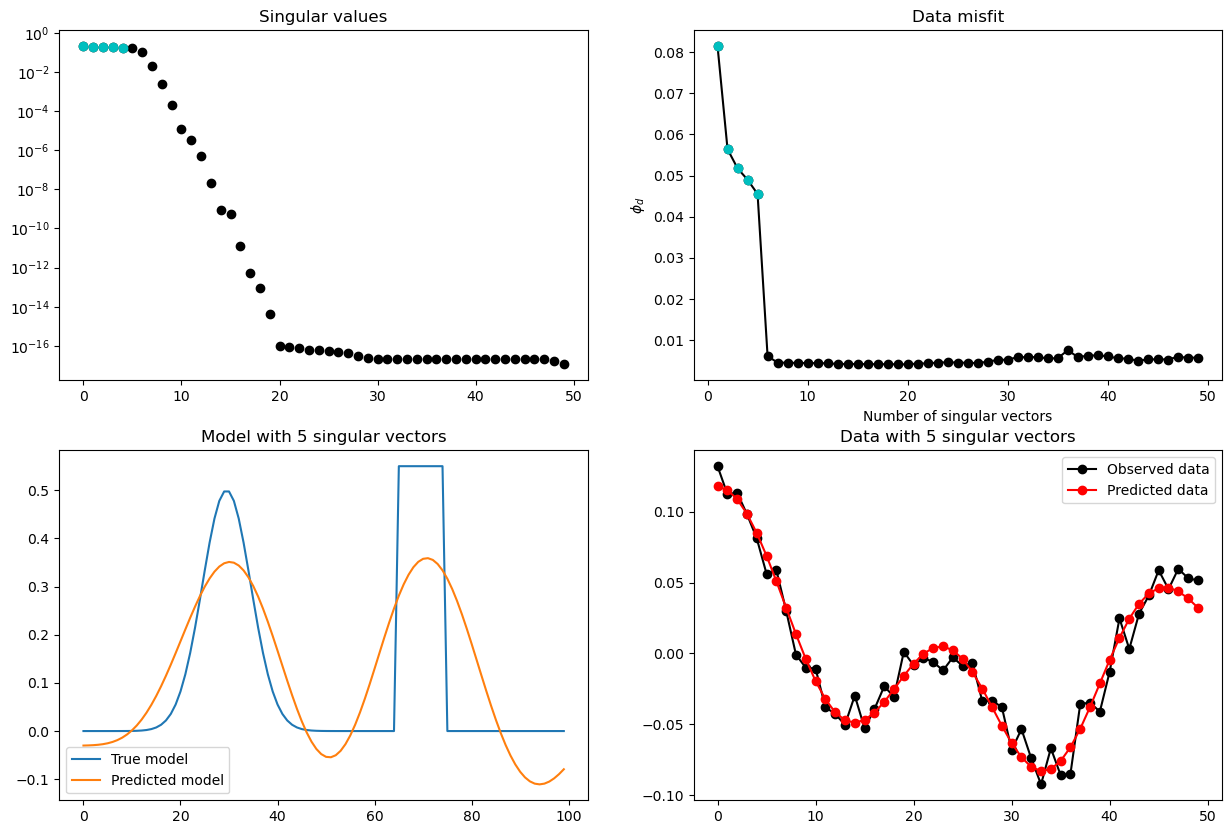 Singular values
10⁰
10⁻²
10⁻⁴
10⁻⁶
10⁻⁸
10⁻¹⁰
10⁻¹²
10⁻¹⁴
10⁻¹⁶
0 10 20 30 40 50
Data misfit
ϕd
0.08
0.07
0.06
0.05
0.04
0.03
0.02
0.01
0 10 20 30 40 50
Number of singular vectors
Model with 5 singular vectors
0.5
0.4
0.3
0.2
0.1
0.0
−0.1
True model
Predicted model
0 20 40 60 80 100
Data with 5 singular vectors
Observed data
Predicted data
0.10
0.05
0.00
−0.05
−0.10
0 10 20 30 40 50